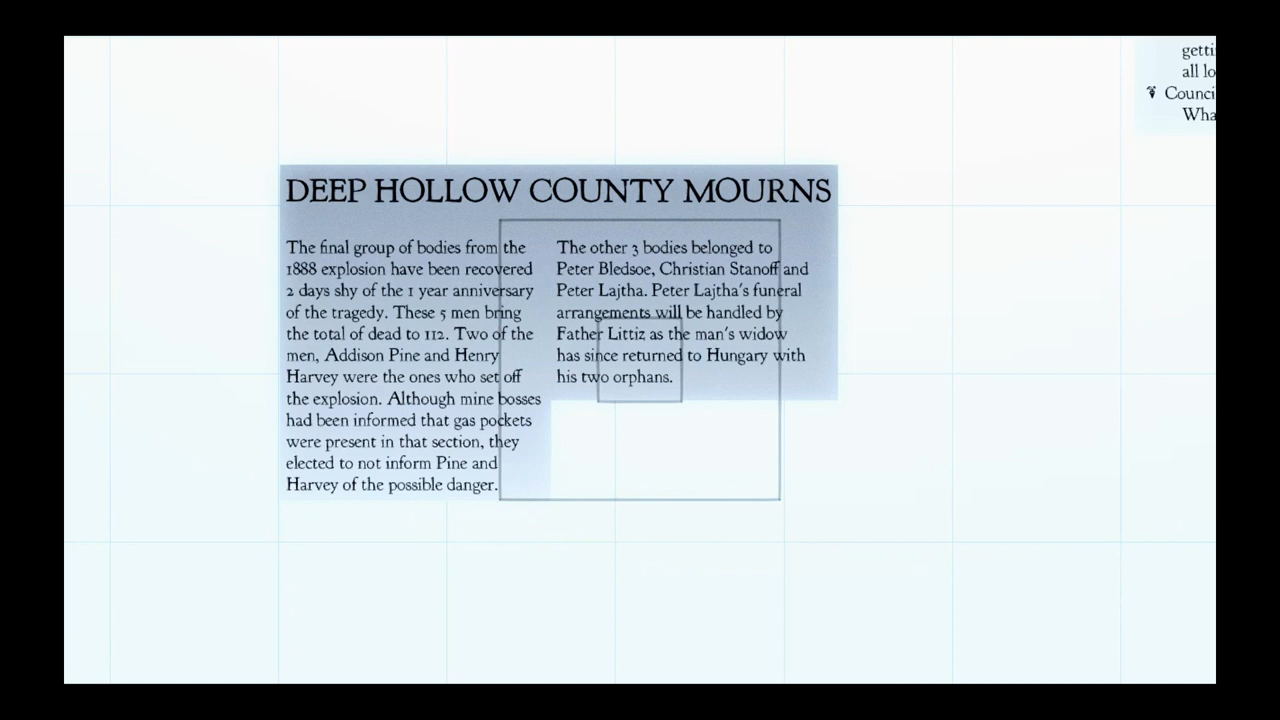 getti
all lo
Counci
Wha
DEEP HOLLOW COUNTY MOURNS
The final group of bodies from the
1888 explosion have been recovered
2 days shy of the 1 year anniversary
of the tragedy. These 5 men bring
the total of dead to 112. Two of the
men, Addison Pine and Henry
Harvey were the ones who set off
the explosion. Although mine bosses
had been informed that gas pockets
were present in that section, they
elected to not inform Pine and
Harvey of the possible danger.
The other 3 bodies belonged to
Peter Bledsoe, Christian Stanoff and
Peter Lajtha. Peter Lajtha's funeral
arrangements will be handled by
Father Littiz as the man's widow
has since returned to Hungary with
his two orphans.